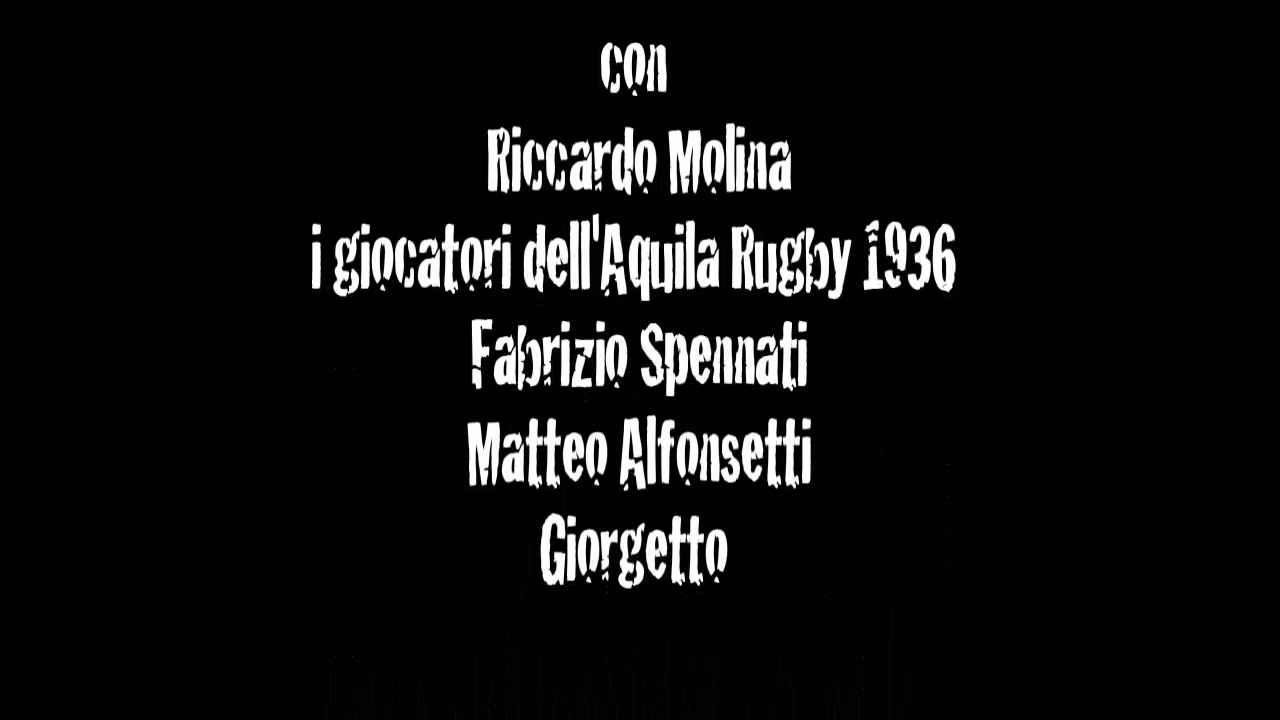 con
Riccardo Molina
i giocatori dell'Aquila Rugby 1936
Fabrizio Spennati
Matteo Alfonsetti
Giorgetto